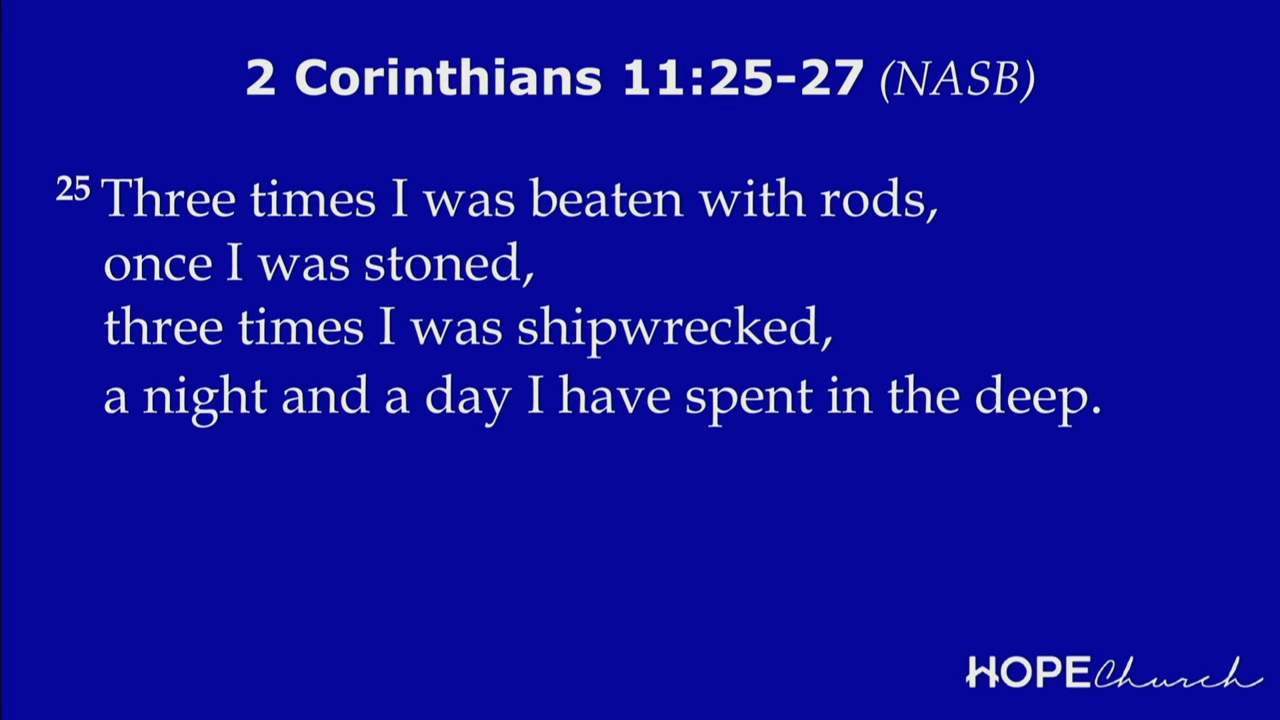 2 Corinthians 11:25-27 (NASB)
25 Three times I was beaten with rods,
once I was stoned,
three times I was shipwrecked,
a night and a day I have spent in the deep.
HOPE Church